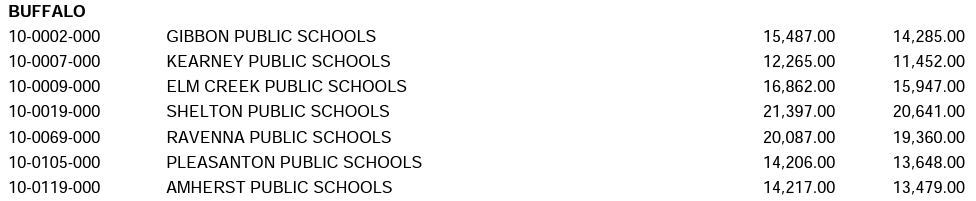 BUFFALO
10-0002-000 GIBBON PUBLIC SCHOOLS 15,487.00 14,285.00
10-0007-000 KEARNEY PUBLIC SCHOOLS 12,265.00 11,452.00
10-0009-000 ELM CREEK PUBLIC SCHOOLS 16,862.00 15,947.00
10-0019-000 SHELTON PUBLIC SCHOOLS 21,397.00 20,641.00
10-0069-000 RAVENNA PUBLIC SCHOOLS 20,087.00 19,360.00
10-0105-000 PLEASANTON PUBLIC SCHOOLS 14,206.00 13,648.00
10-0119-000 AMHERST PUBLIC SCHOOLS 14,217.00 13,479.00